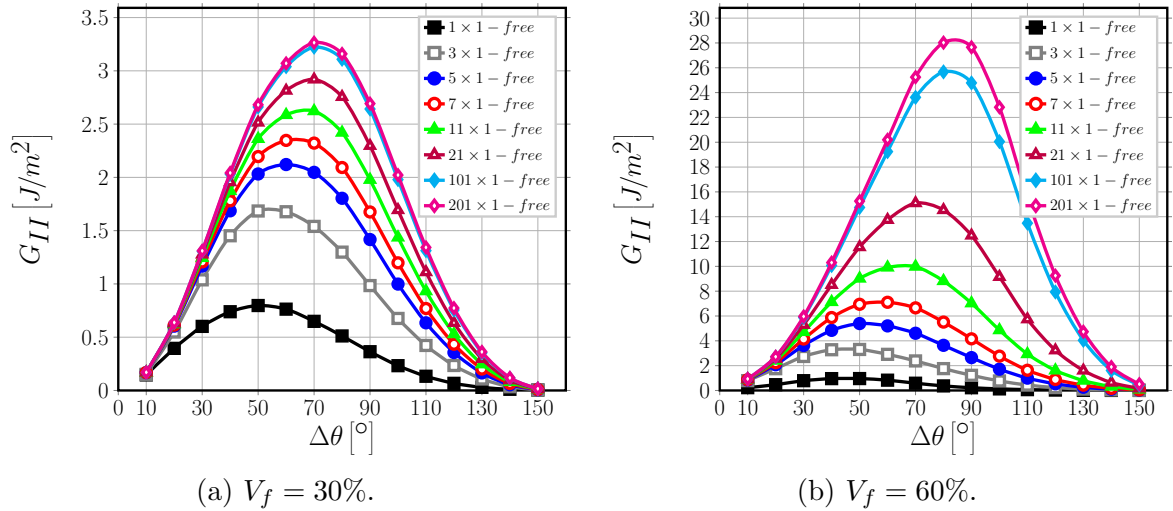 3.5
3
2.5
2
1.5
1
0.5
0
G_{II} [J/m^2]
0 10 30 50 70 90 110 130 150
Δθ [°]
1 × 1 − free
3 × 1 − free
5 × 1 − free
7 × 1 − free
11 × 1 − free
21 × 1 − free
101 × 1 − free
201 × 1 − free
(a) V_f = 30%.
30
28
26
24
22
20
18
16
14
12
10
8
6
4
2
0
G_{II} [J/m^2]
0 10 30 50 70 90 110 130 150
Δθ [°]
1 × 1 − free
3 × 1 − free
5 × 1 − free
7 × 1 − free
11 × 1 − free
21 × 1 − free
101 × 1 − free
201 × 1 − free
(b) V_f = 60%.